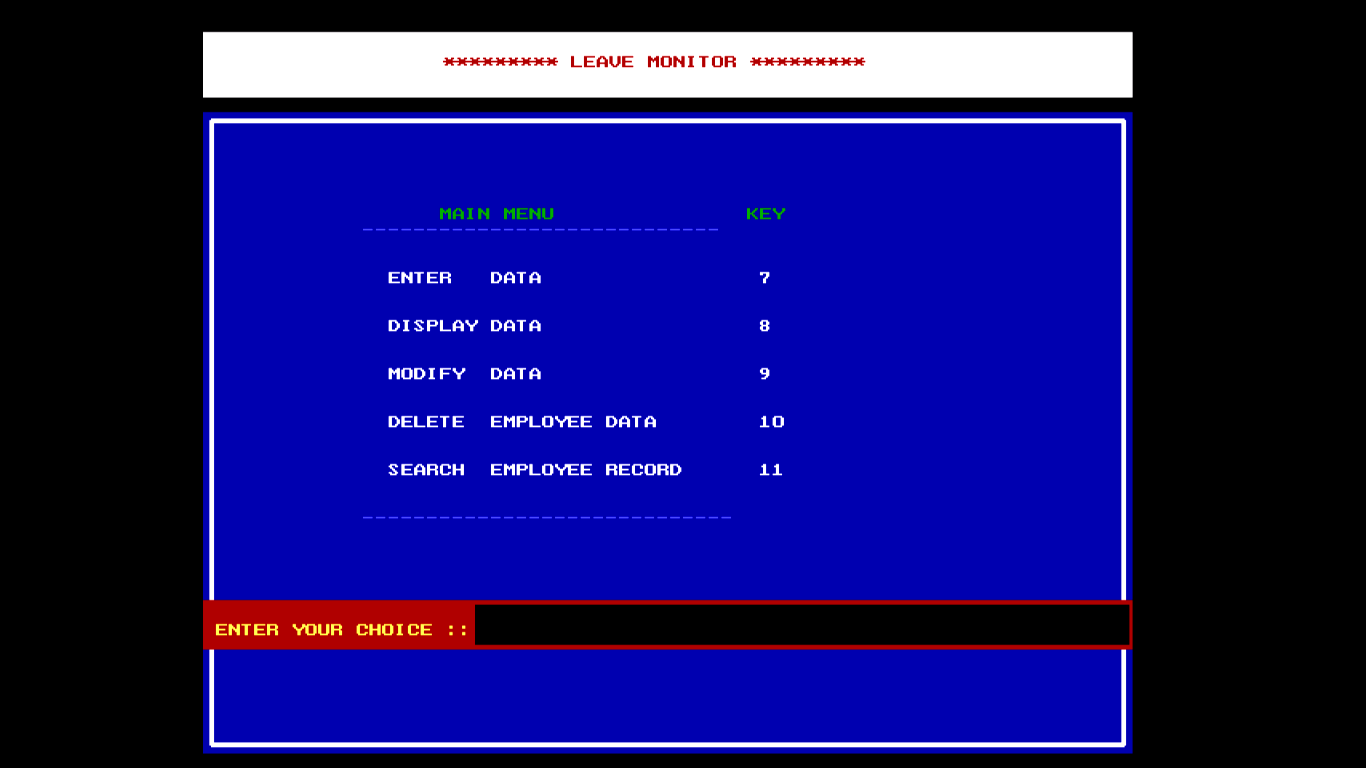 ********* LEAVE MONITOR *********
MAIN MENU KEY
----------------------------
ENTER DATA 7
DISPLAY DATA 8
MODIFY DATA 9
DELETE EMPLOYEE DATA 10
SEARCH EMPLOYEE RECORD 11
-----------------------------
ENTER YOUR CHOICE ::